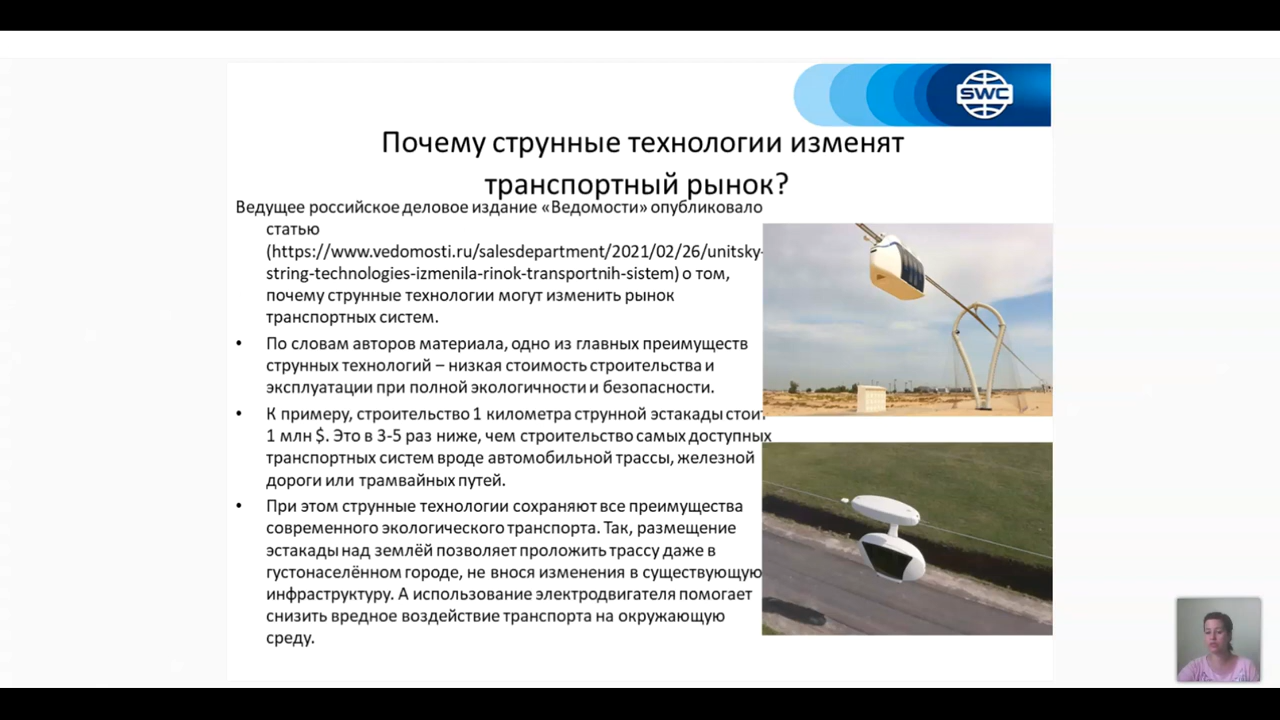 SWC
Почему струнные технологии изменят
транспортный рынок?
Ведущее российское деловое издание «Ведомости» опубликовало
статью
(https://www.vedomosti.ru/salesdepartment/2021/02/26/unitsky-
string-technologies-izmenila-rinok-transportnih-sistem) о том,
почему струнные технологии могут изменить рынок
транспортных систем.
• По словам авторов материала, одно из главных преимуществ
струнных технологий – низкая стоимость строительства и
эксплуатации при полной экологичности и безопасности.
• К примеру, строительство 1 километра струнной эстакады стоит
1 млн $. Это в 3-5 раз ниже, чем строительство самых доступных
транспортных систем вроде автомобильной трассы, железной
дороги или трамвайных путей.
• При этом струнные технологии сохраняют все преимущества
современного экологического транспорта. Так, размещение
эстакады над землёй позволяет проложить трассу даже в
густонаселённом городе, не внося изменения в существующую
инфраструктуру. А использование электродвигателя помогает
снизить вредное воздействие транспорта на окружающую
среду.